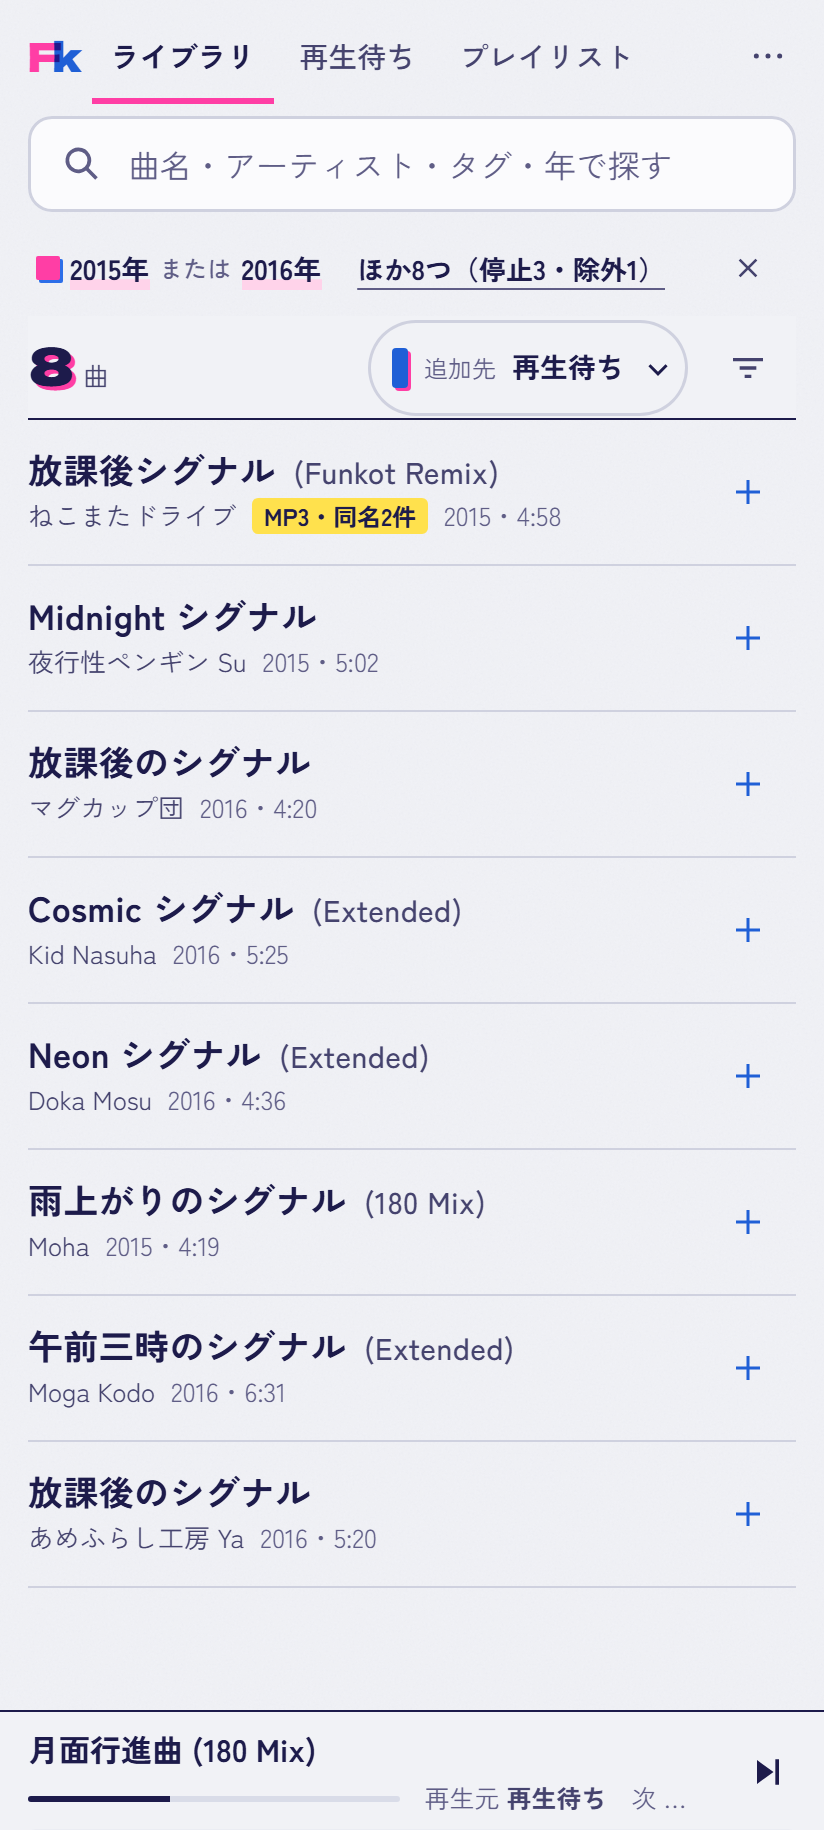 Fk ライブラリ 再生待ち プレイリスト …
曲名・アーティスト・タグ・年で探す
2015年 または 2016年 ほか8つ（停止3・除外1）
8 曲 追加先 再生待ち
放課後シグナル (Funkot Remix)
ねこまたドライブ MP3・同名2件 2015・4:58
Midnight シグナル
夜行性ペンギン Su 2015・5:02
放課後のシグナル
マグカップ団 2016・4:20
Cosmic シグナル (Extended)
Kid Nasuha 2016・5:25
Neon シグナル (Extended)
Doka Mosu 2016・4:36
雨上がりのシグナル (180 Mix)
Moha 2015・4:19
午前三時のシグナル (Extended)
Moga Kodo 2016・6:31
放課後のシグナル
あめふらし工房 Ya 2016・5:20
月面行進曲 (180 Mix)
再生元 再生待ち 次 …